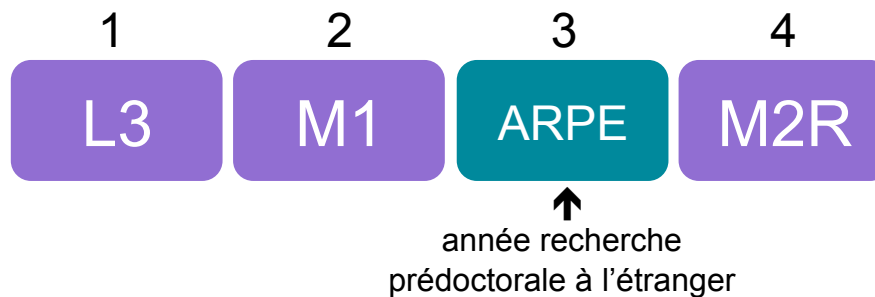 1 2 3 4
L3 M1 ARPE M2R
année recherche
prédoctorale à l'étranger